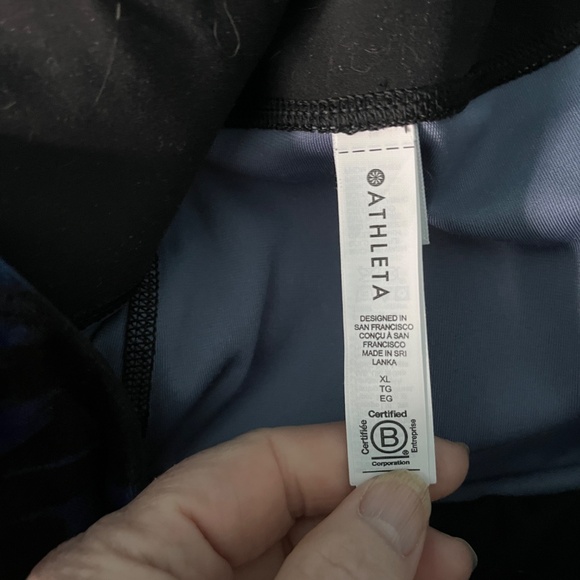 ATHLETA
DESIGNED IN
SAN FRANCISCO
CONÇU À SAN
FRANCISCO
MADE IN SRI
LANKA
XL
TG
EG
Certified
Certifiée
B
®
Entreprise
Corporation